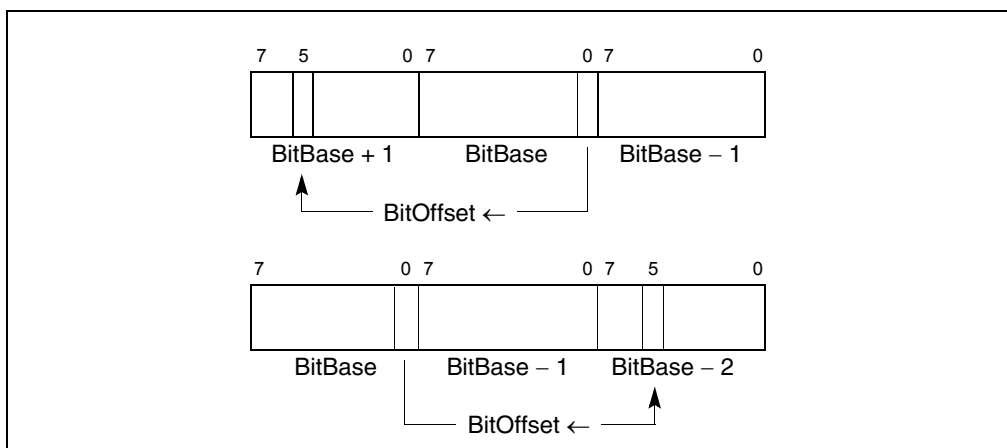 7 5 0 7 0 7 0
BitBase + 1 BitBase BitBase − 1
BitOffset ←
7 0 7 0 7 5 0
BitBase BitBase − 1 BitBase − 2
BitOffset ←